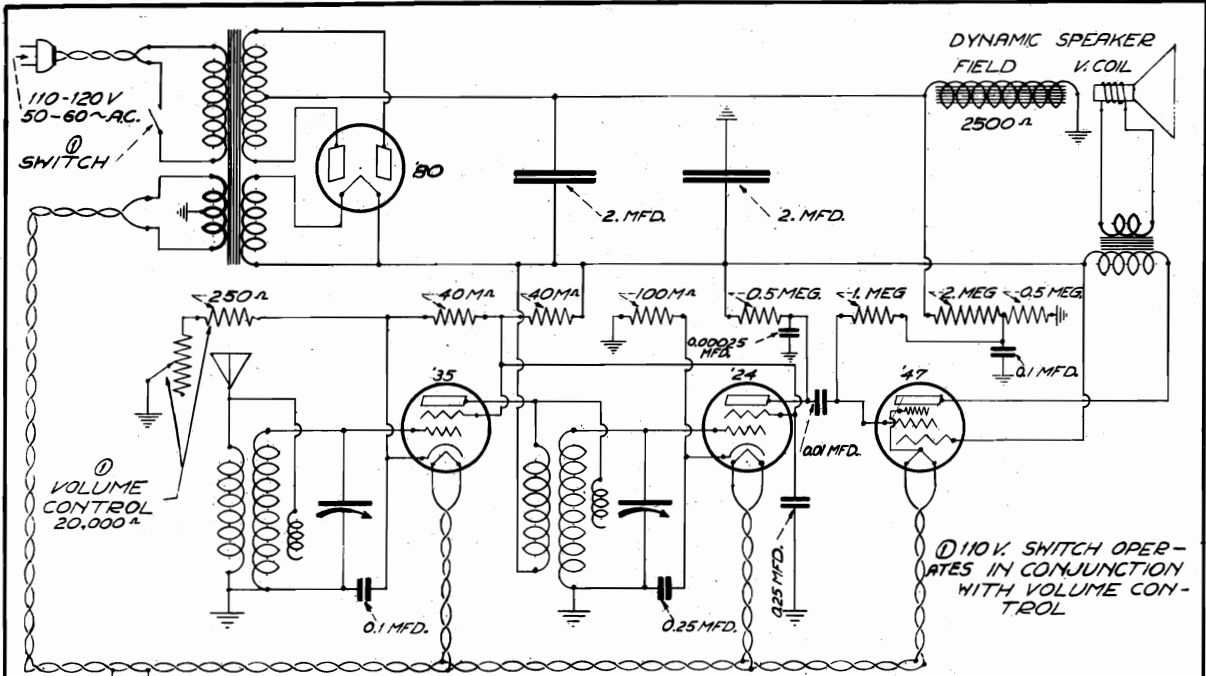 DYNAMIC SPEAKER
FIELD V. COIL
2500 Ω
110-120 V
50-60 ~ A.C.
①
SWITCH
'80
2. MFD.
2. MFD.
250 Ω
40 MΩ
40 MΩ
100 MΩ
0.5 MEG.
1. MEG
2. MEG
0.5 MEG.
0.00025
MFD.
0.1 MFD.
'35
'24
'47
0.01 MFD.
①
VOLUME
CONTROL
20,000 Ω
0.1 MFD.
0.25 MFD.
0.25 MFD.
① 110 V. SWITCH OPER-
ATES IN CONJUNCTION
WITH VOLUME CON-
TROL